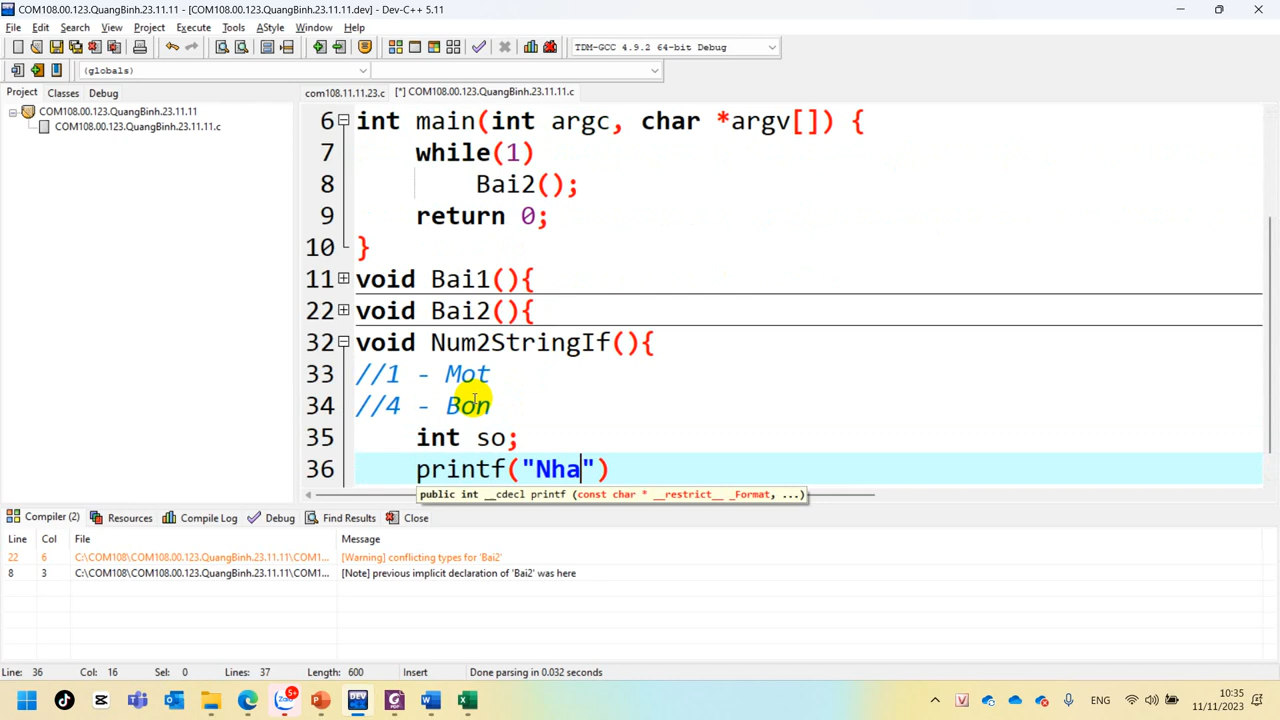 COM108.00.123.QuangBinh.23.11.11 - [COM108.00.123.QuangBinh.23.11.11.dev] - Dev-C++ 5.11
File Edit Search View Project Execute Tools AStyle Window Help
TDM-GCC 4.9.2 64-bit Debug
(globals)
Project Classes Debug
com108.11.11.23.c [*] COM108.00.123.QuangBinh.23.11.11.c
COM108.00.123.QuangBinh.23.11.11
COM108.00.123.QuangBinh.23.11.11.c
6 int main(int argc, char *argv[]) {
7 while(1)
8 Bai2();
9 return 0;
10 }
11 void Bai1(){
22 void Bai2(){
32 void Num2StringIf(){
33 //1 - Mot
34 //4 - Bon
35 int so;
36 printf("Nha")
public int __cdecl printf (const char * __restrict__ _Format, ...)
Compiler (2) Resources Compile Log Debug Find Results Close
Line Col File Message
22 6 C:\COM108\COM108.00.123.QuangBinh.23.11.11\COM1... [Warning] conflicting types for 'Bai2'
8 3 C:\COM108\COM108.00.123.QuangBinh.23.11.11\COM1... [Note] previous implicit declaration of 'Bai2' was here
Line: 36 Col: 16 Sel: 0 Lines: 37 Length: 600 Insert Done parsing in 0.032 seconds
5+
DEV
V
ENG
10:35
11/11/2023